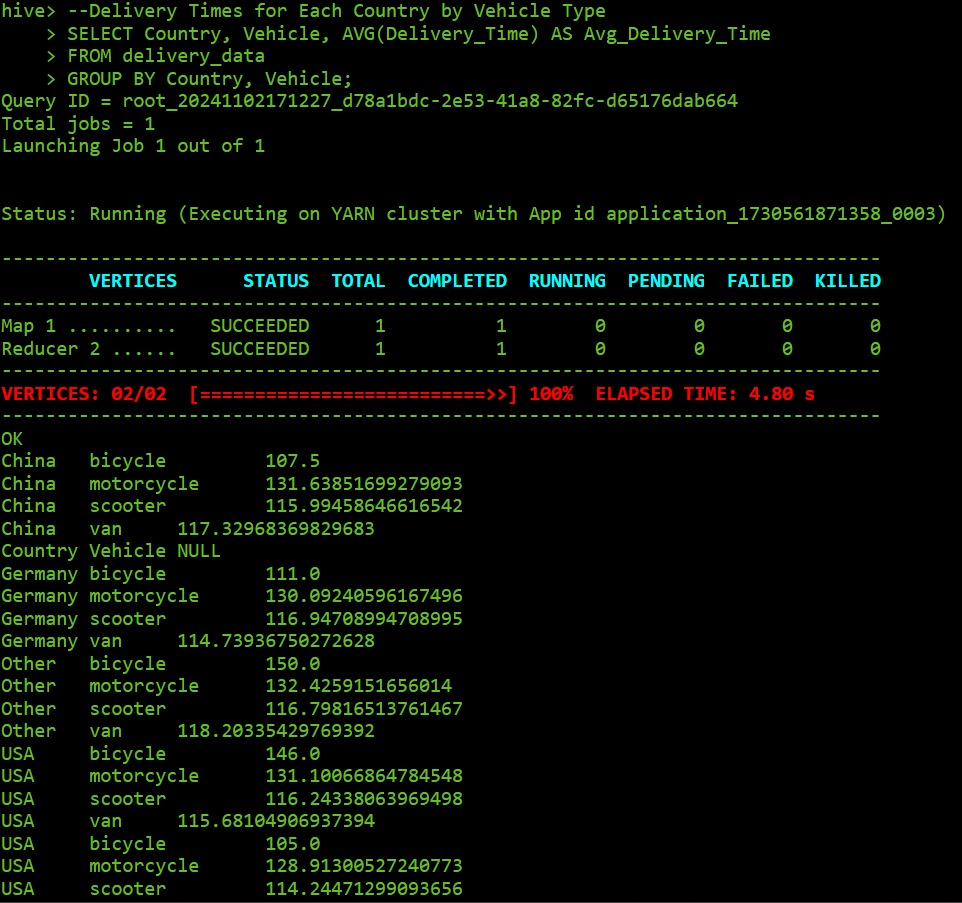 hive> --Delivery Times for Each Country by Vehicle Type
    > SELECT Country, Vehicle, AVG(Delivery_Time) AS Avg_Delivery_Time
    > FROM delivery_data
    > GROUP BY Country, Vehicle;
Query ID = root_20241102171227_d78a1bdc-2e53-41a8-82fc-d65176dab664
Total jobs = 1
Launching Job 1 out of 1
Status: Running (Executing on YARN cluster with App id application_1730561871358_0003)
--------------------------------------------------------------------------------
        VERTICES      STATUS  TOTAL  COMPLETED  RUNNING  PENDING  FAILED  KILLED
--------------------------------------------------------------------------------
Map 1 ..........   SUCCEEDED      1          1        0        0       0       0
Reducer 2 ......   SUCCEEDED      1          1        0        0       0       0
--------------------------------------------------------------------------------
VERTICES: 02/02  [==========================>>] 100%  ELAPSED TIME: 4.80 s
--------------------------------------------------------------------------------
OK
China   bicycle         107.5
China   motorcycle      131.63851699279093
China   scooter         115.99458646616542
China   van     117.32968369829683
Country Vehicle NULL
Germany bicycle         111.0
Germany motorcycle      130.09240596167496
Germany scooter         116.94708994708995
Germany van     114.73936750272628
Other   bicycle         150.0
Other   motorcycle      132.4259151656014
Other   scooter         116.79816513761467
Other   van     118.20335429769392
USA     bicycle         146.0
USA     motorcycle      131.10066864784548
USA     scooter         116.24338063969498
USA     van     115.68104906937394
USA     bicycle         105.0
USA     motorcycle      128.91300527240773
USA     scooter         114.24471299093656